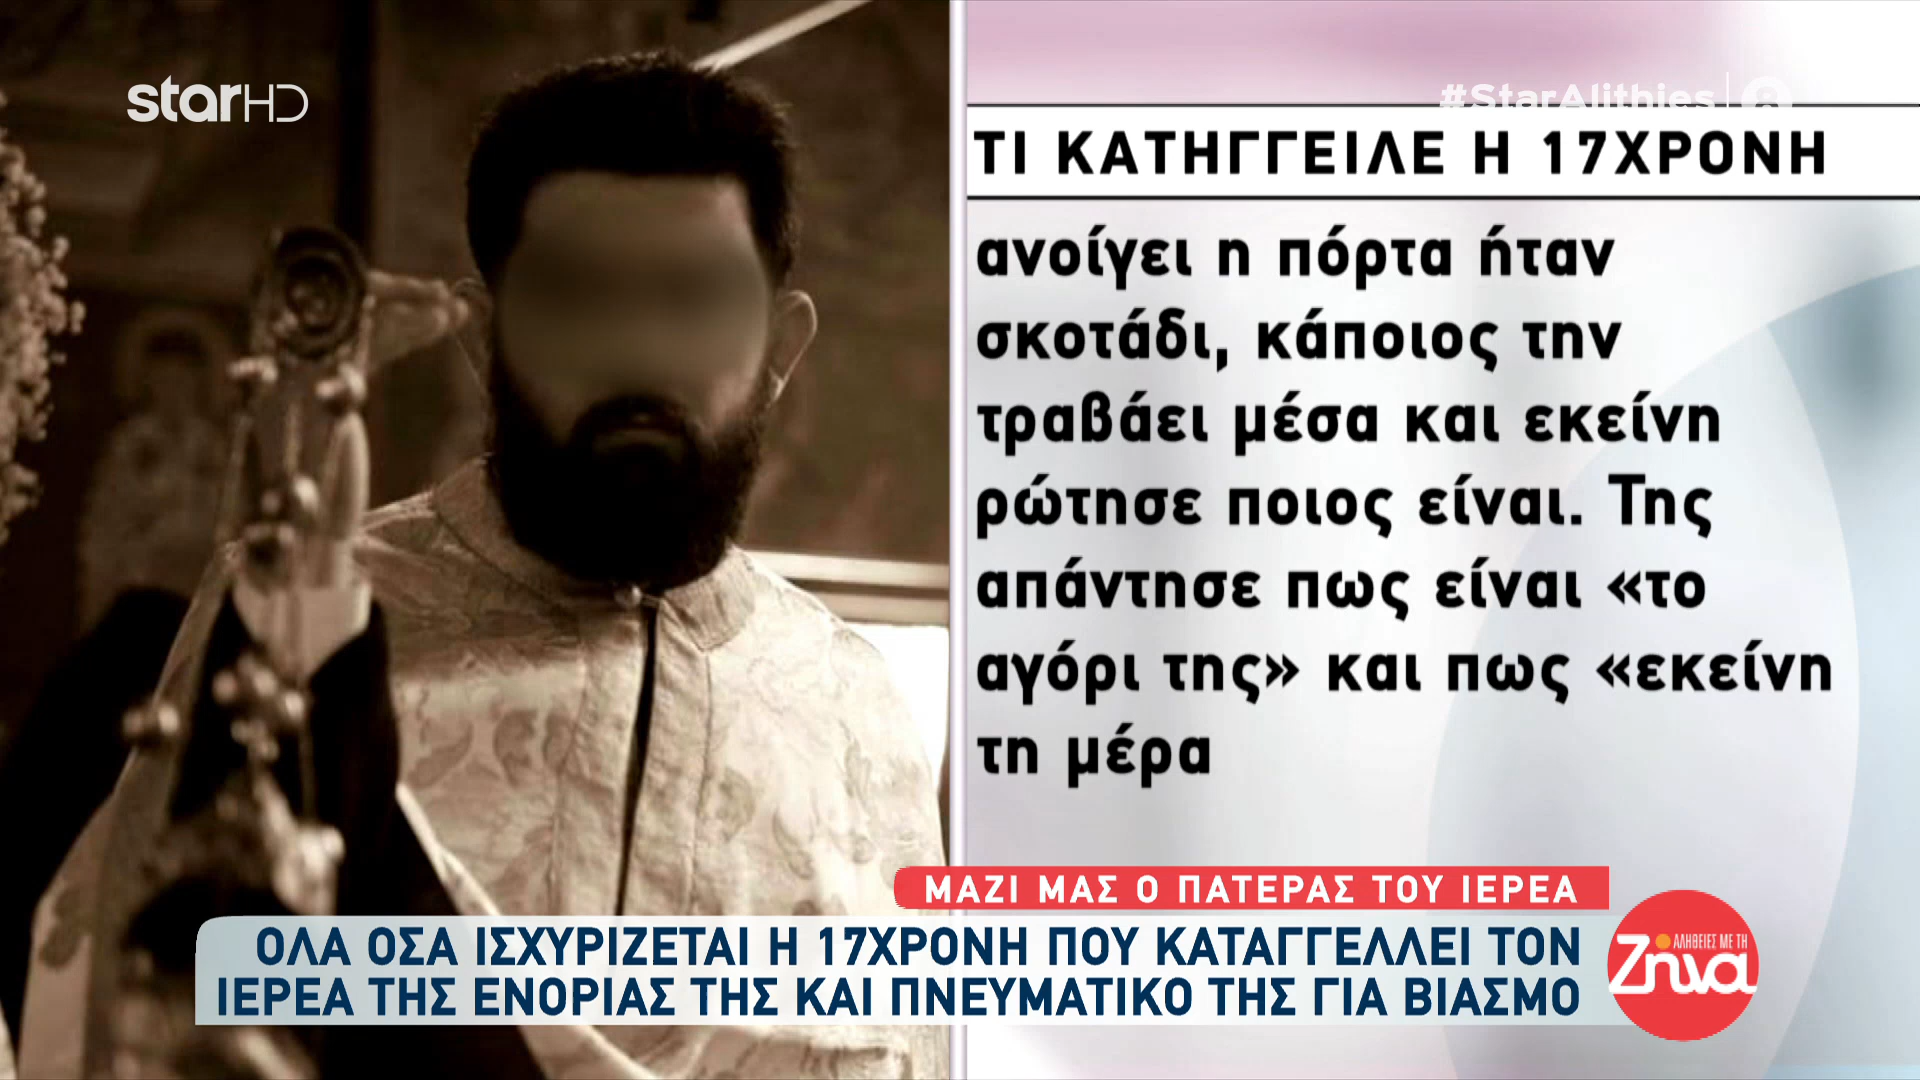 starHD
#StarAlithies
ΤΙ ΚΑΤΗΓΓΕΙΛΕ Η 17ΧΡΟΝΗ
ανοίγει η πόρτα ήταν
σκοτάδι, κάποιος την
τραβάει μέσα και εκείνη
ρώτησε ποιος είναι. Της
απάντησε πως είναι «το
αγόρι της» και πως «εκείνη
τη μέρα
ΜΑΖΙ ΜΑΣ Ο ΠΑΤΕΡΑΣ ΤΟΥ ΙΕΡΕΑ
ΟΛΑ ΟΣΑ ΙΣΧΥΡΙΖΕΤΑΙ Η 17ΧΡΟΝΗ ΠΟΥ ΚΑΤΑΓΓΕΛΛΕΙ ΤΟΝ
ΙΕΡΕΑ ΤΗΣ ΕΝΟΡΙΑΣ ΤΗΣ ΚΑΙ ΠΝΕΥΜΑΤΙΚΟ ΤΗΣ ΓΙΑ ΒΙΑΣΜΟ
ΑΛΗΘΕΙΕΣ ΜΕ ΤΗ
Ζήνα